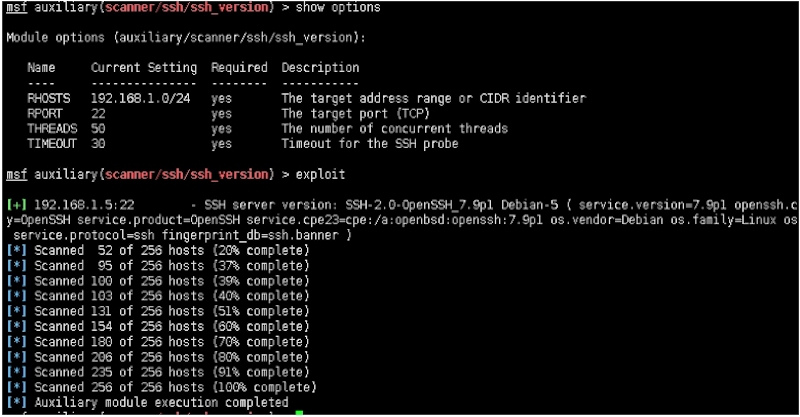 msf auxiliary(scanner/ssh/ssh_version) > show options
Module options (auxiliary/scanner/ssh/ssh_version):
Name Current Setting Required Description
---- --------------- -------- -----------
RHOSTS 192.168.1.0/24 yes The target address range or CIDR identifier
RPORT 22 yes The target port (TCP)
THREADS 50 yes The number of concurrent threads
TIMEOUT 30 yes Timeout for the SSH probe
msf auxiliary(scanner/ssh/ssh_version) > exploit
[+] 192.168.1.5:22 - SSH server version: SSH-2.0-OpenSSH_7.9p1 Debian-5 ( service.version=7.9p1 openssh.c
y=OpenSSH service.product=OpenSSH service.cpe23=cpe:/a:openbsd:openssh:7.9p1 os.vendor=Debian os.family=Linux os
service.protocol=ssh fingerprint_db=ssh.banner )
[*] Scanned 52 of 256 hosts (20% complete)
[*] Scanned 95 of 256 hosts (37% complete)
[*] Scanned 100 of 256 hosts (39% complete)
[*] Scanned 103 of 256 hosts (40% complete)
[*] Scanned 131 of 256 hosts (51% complete)
[*] Scanned 154 of 256 hosts (60% complete)
[*] Scanned 180 of 256 hosts (70% complete)
[*] Scanned 206 of 256 hosts (80% complete)
[*] Scanned 235 of 256 hosts (91% complete)
[*] Scanned 256 of 256 hosts (100% complete)
[*] Auxiliary module execution completed